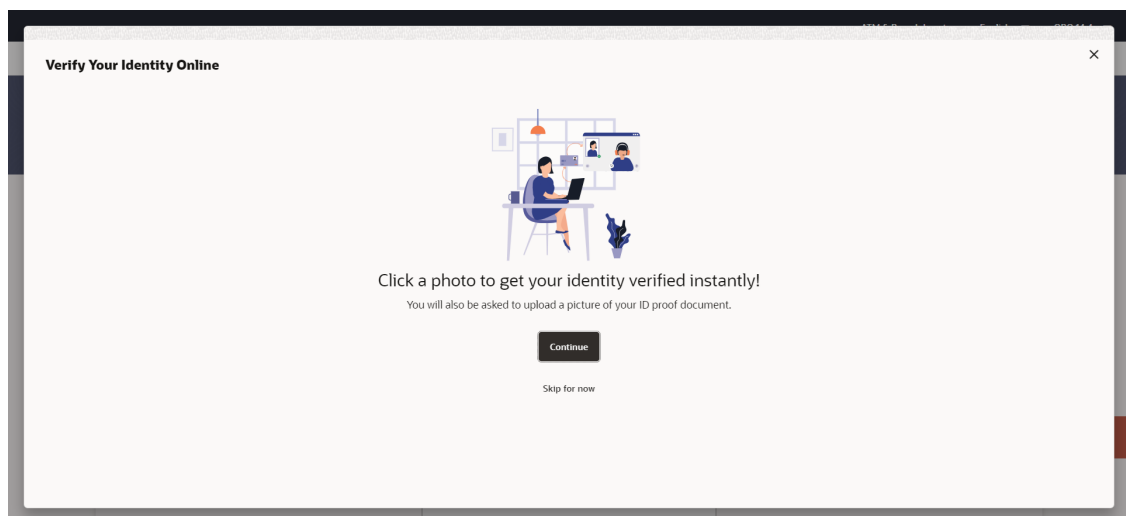 Verify Your Identity Online
Click a photo to get your identity verified instantly!
You will also be asked to upload a picture of your ID proof document.
Continue
Skip for now